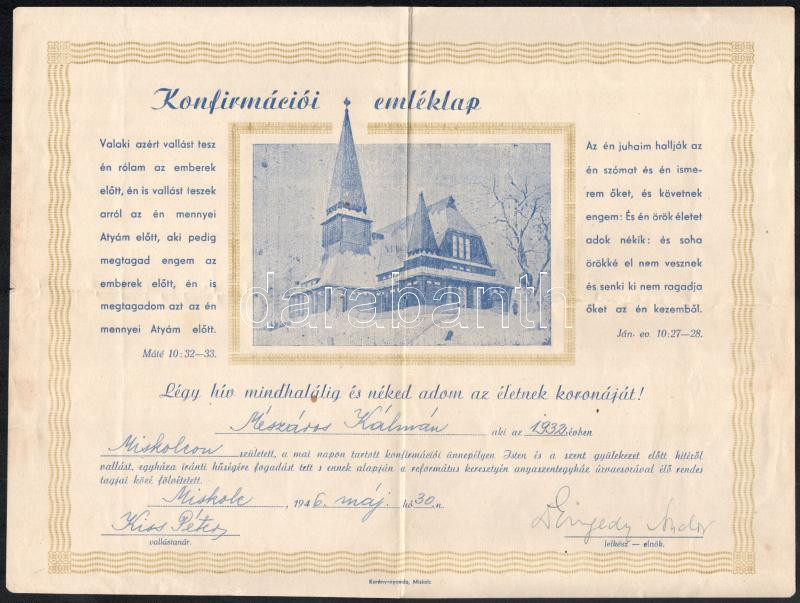 Konfirmációi emléklap
Valaki azért vallást tesz
én rólam az emberek
előtt, én is vallást teszek
arról az én mennyei
Atyám előtt, aki pedig
megtagad engem az
emberek előtt, én is
megtagadom azt az én
mennyei Atyám előtt.
Máté 10:32—33.
Az én juhaim hallják az
én szómat és én isme-
rem őket, és követnek
engem: És én örök életet
adok nékik: és soha
örökké el nem vesznek
és senki ki nem ragadja
őket az én kezemből.
Ján. ev. 10:27—28.
darabanth
Légy hív mindhalálig és néked adom az életnek koronáját!
Mészáros Kálmán aki az 1932 évben
Miskolcon született, a mai napon tartott konfirmációi ünnepélyen Isten is a szent gyülekezet előtt hitéről
vallást, egyháza iránti hűségére fogadást tett s ennek alapján a református keresztyén anyaszentegyház úrvacsorával élő rendes
tagjai közé fölvétetett.
Miskolc, 1946. máj. hó 30. n.
Kiss Péter
vallástanár.
Enyedy Andor
lelkész — elnök.
Karény-nyomda, Miskolc